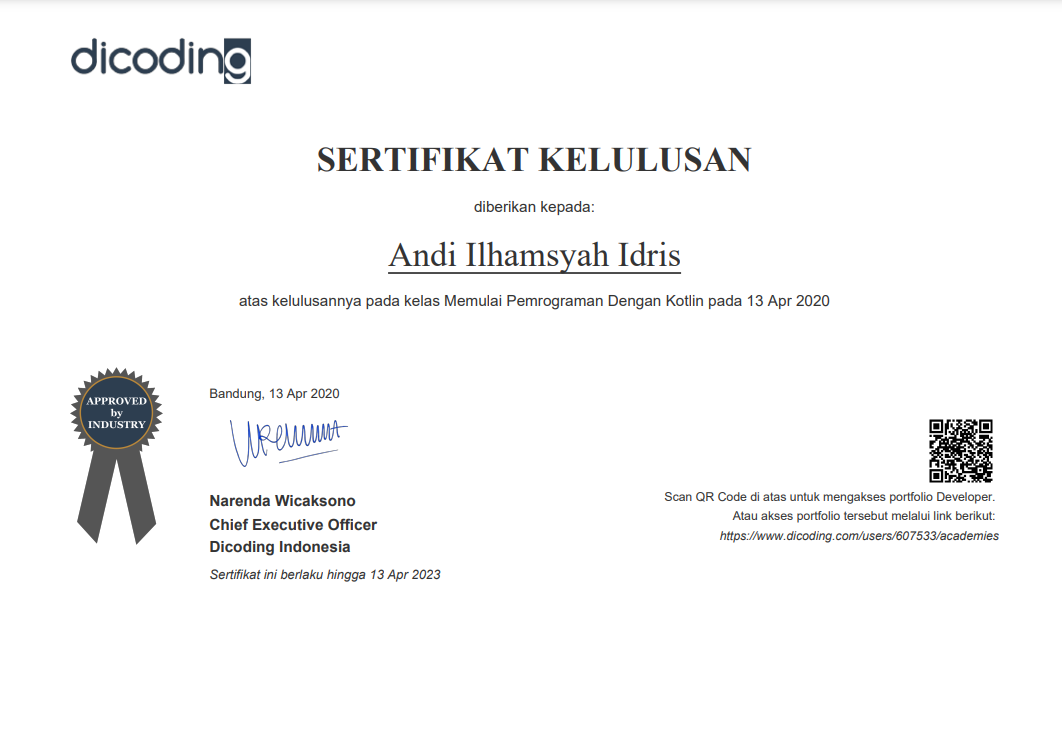 dicoding
SERTIFIKAT KELULUSAN
diberikan kepada:
Andi Ilhamsyah Idris
atas kelulusannya pada kelas Memulai Pemrograman Dengan Kotlin pada 13 Apr 2020
APPROVED
by
INDUSTRY
Bandung, 13 Apr 2020
Narenda Wicaksono
Chief Executive Officer
Dicoding Indonesia
Sertifikat ini berlaku hingga 13 Apr 2023
Scan QR Code di atas untuk mengakses portfolio Developer.
Atau akses portfolio tersebut melalui link berikut:
https://www.dicoding.com/users/607533/academies